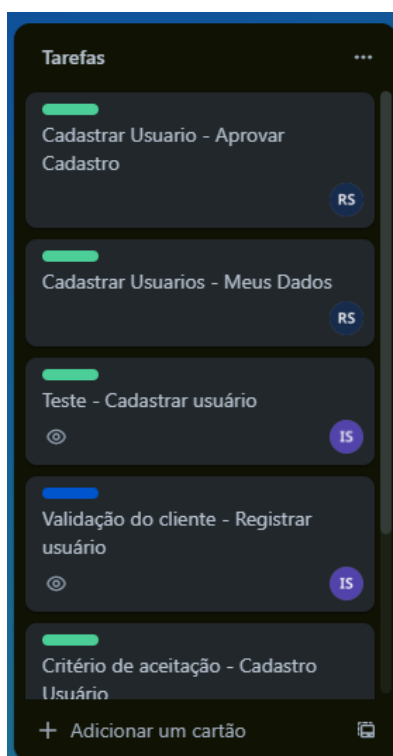 Tarefas
Cadastrar Usuario - Aprovar
Cadastro
RS
Cadastrar Usuarios - Meus Dados
RS
Teste - Cadastrar usuário
IS
Validação do cliente - Registrar
usuário
IS
Critério de aceitação - Cadastro
Usuário
+ Adicionar um cartão